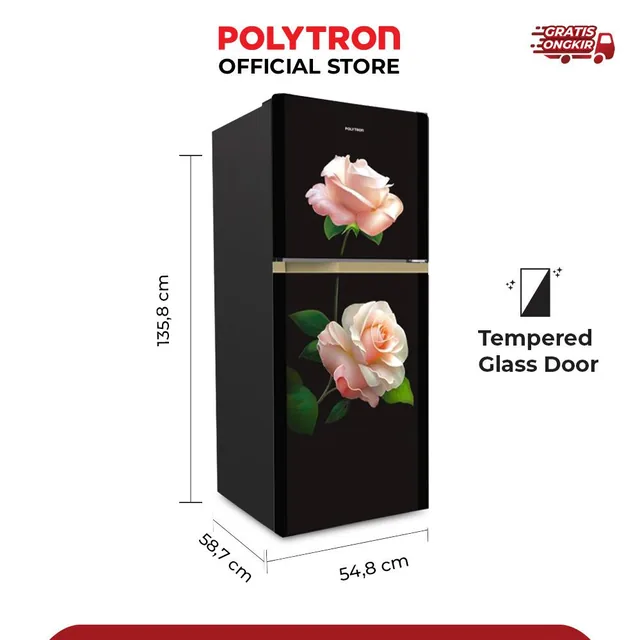 POLYTRON
OFFICIAL STORE
GRATIS
ONGKIR
POLYTRON
135,8 cm
Tempered
Glass Door
58,7 cm
54,8 cm